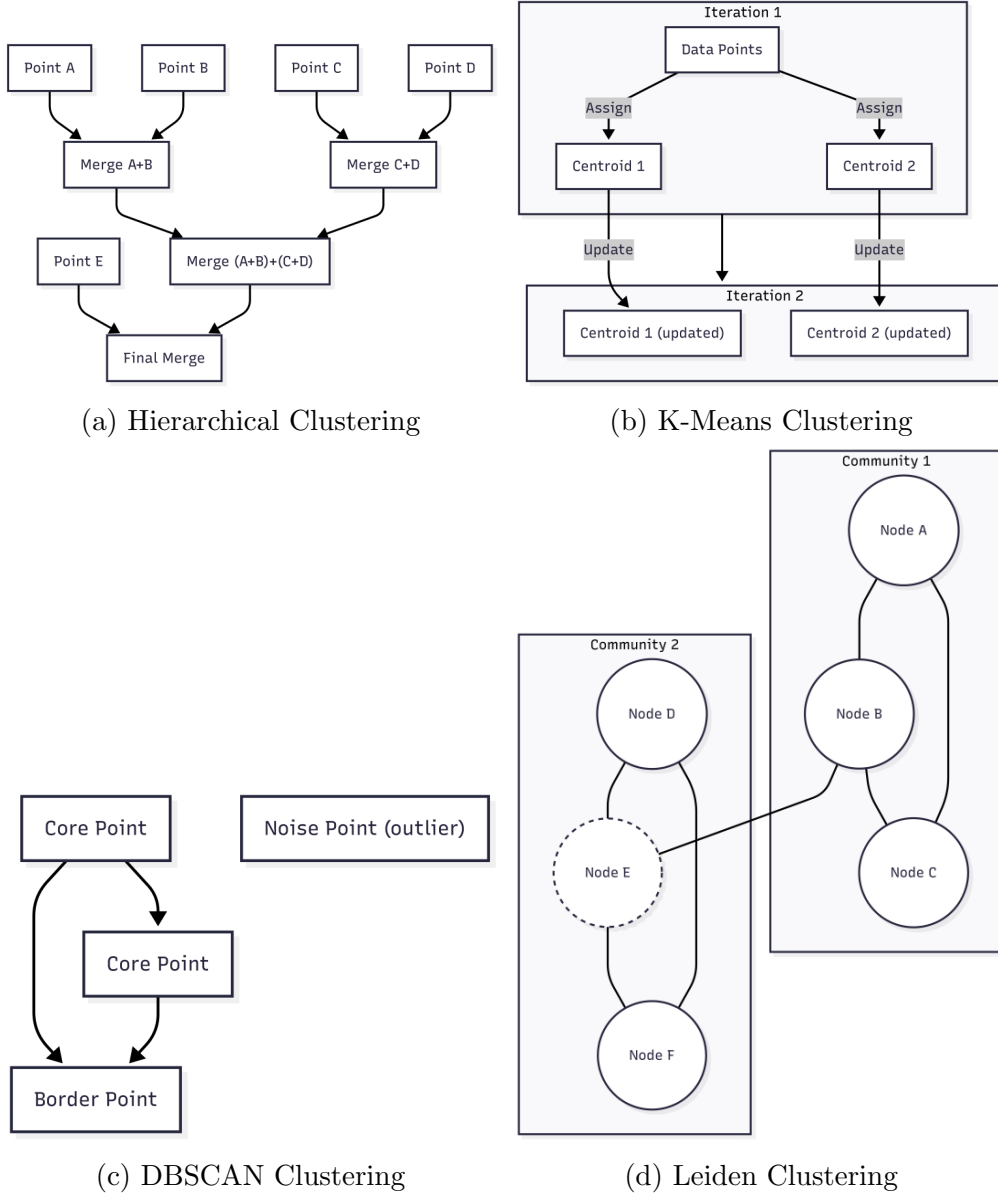 Point A
Point B
Point C
Point D
Merge A+B
Merge C+D
Point E
Merge (A+B)+(C+D)
Final Merge
(a) Hierarchical Clustering
Iteration 1
Data Points
Assign
Assign
Centroid 1
Centroid 2
Update
Update
Iteration 2
Centroid 1 (updated)
Centroid 2 (updated)
(b) K-Means Clustering
Core Point
Noise Point (outlier)
Core Point
Border Point
(c) DBSCAN Clustering
Community 1
Node A
Community 2
Node D
Node B
Node E
Node C
Node F
(d) Leiden Clustering